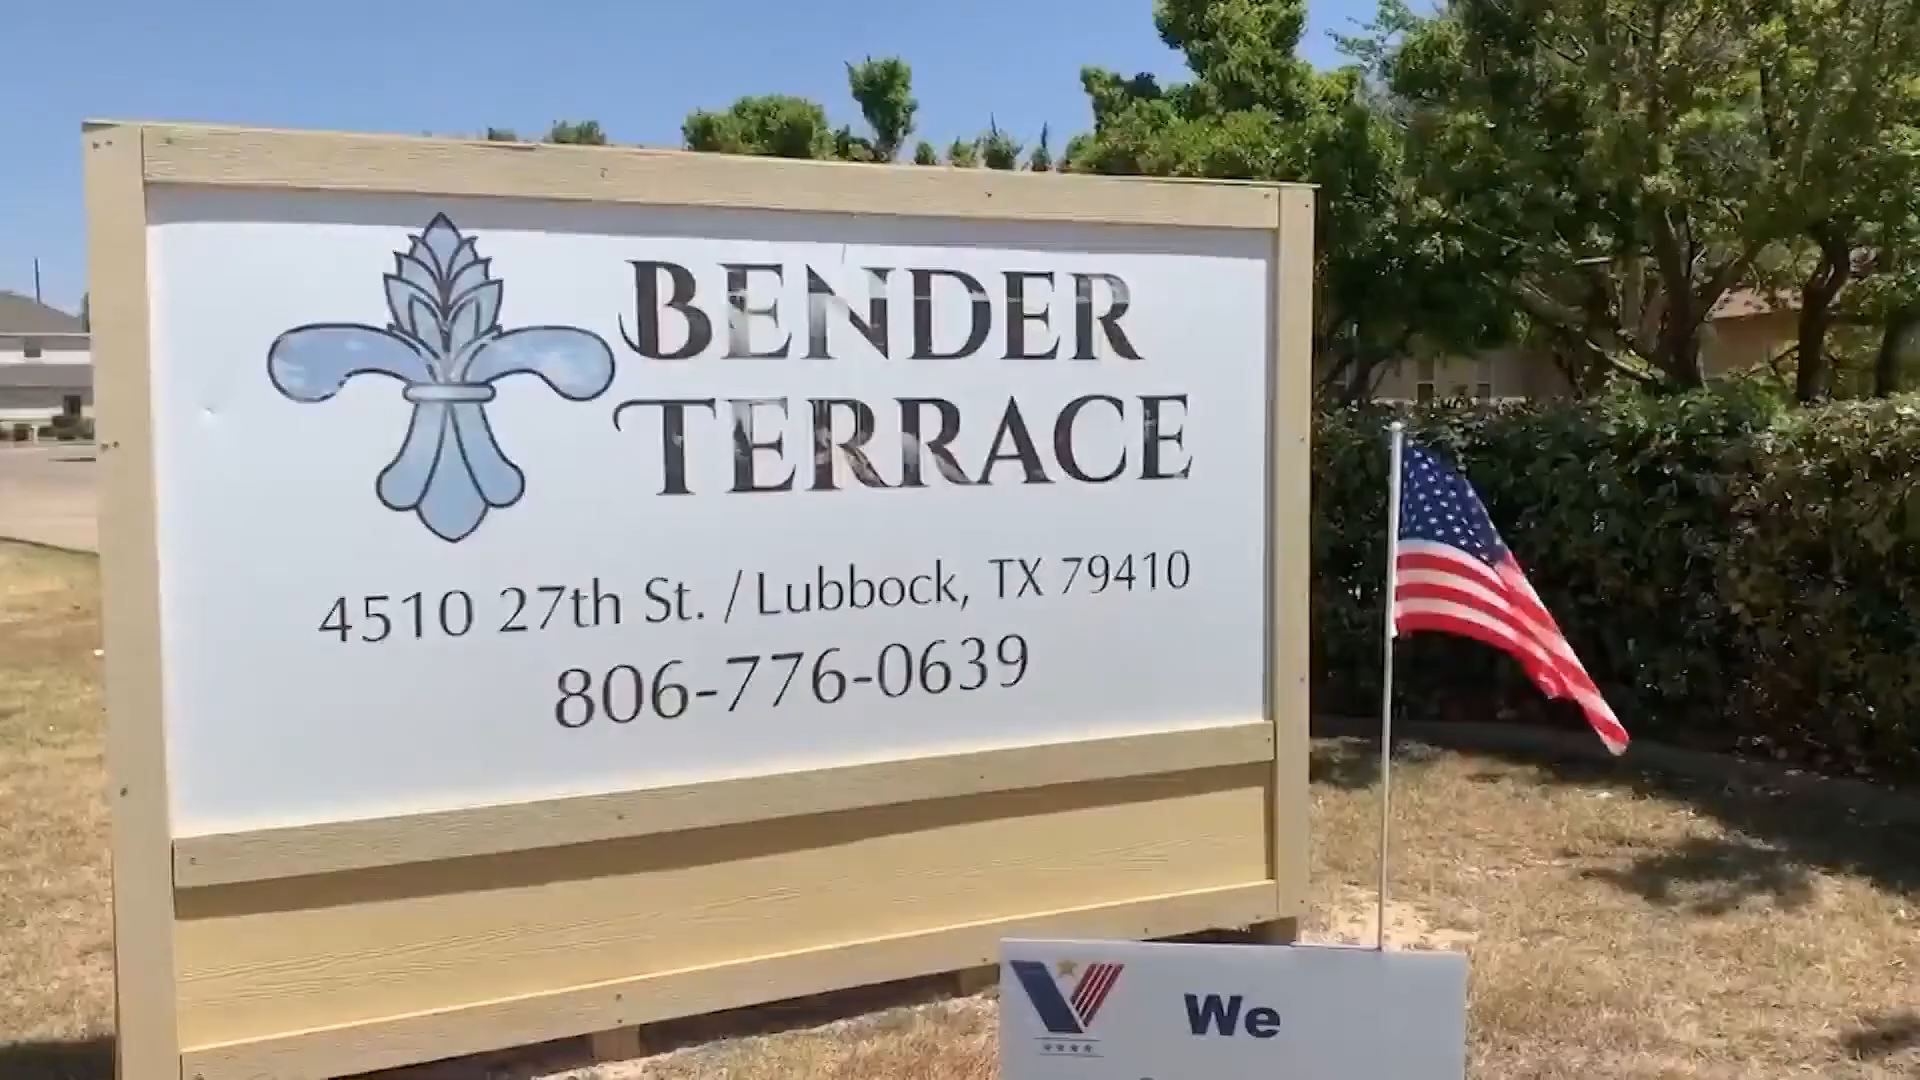 BENDER
TERRACE
4510 27th St. / Lubbock, TX 79410
806-776-0639
We